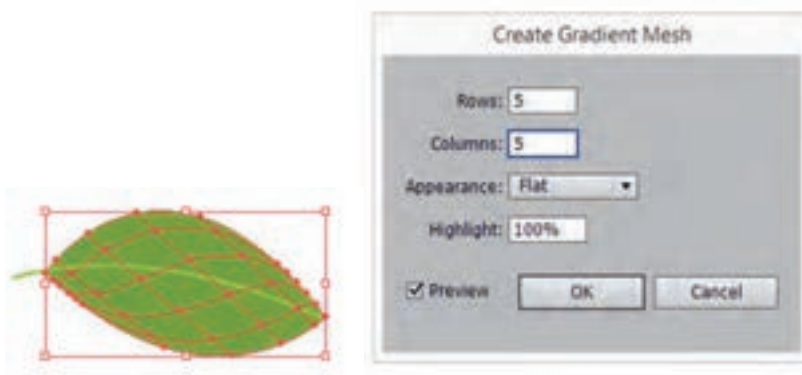 Create Gradient Mesh
Rows: 5
Columns: 5
Appearance: Flat
Highlight: 100%
Preview OK Cancel